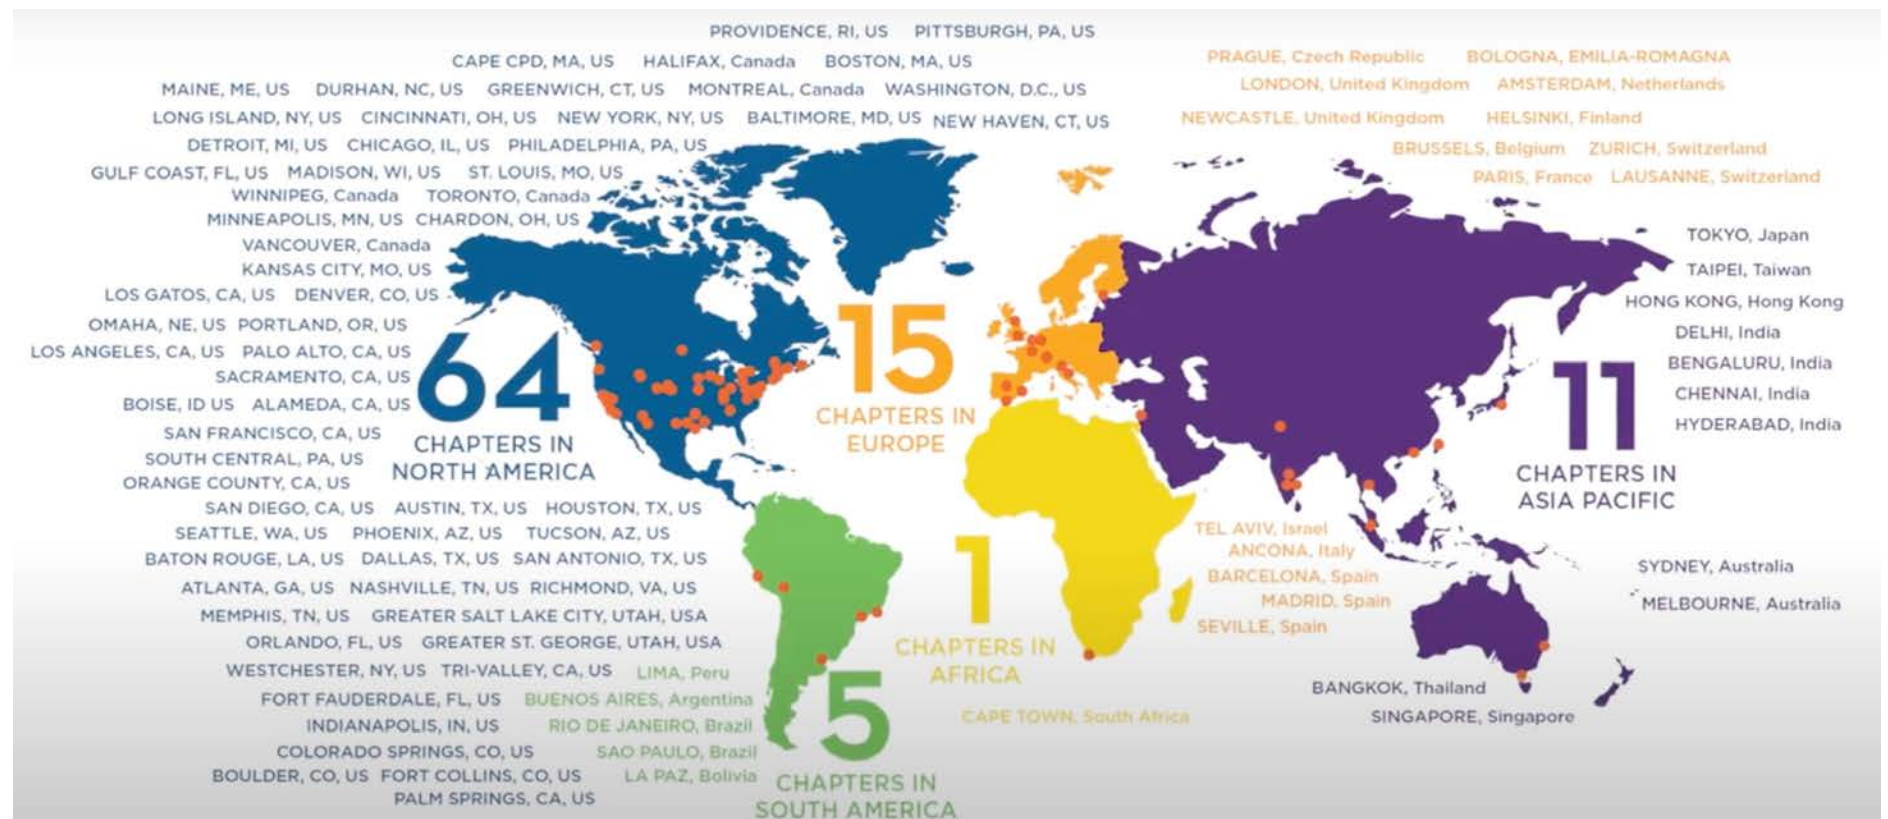 PROVIDENCE, RI, US PITTSBURGH, PA, US
CAPE CPD, MA, US HALIFAX, Canada BOSTON, MA, US
MAINE, ME, US DURHAN, NC, US GREENWICH, CT, US MONTREAL, Canada WASHINGTON, D.C., US
LONG ISLAND, NY, US CINCINNATI, OH, US NEW YORK, NY, US BALTIMORE, MD, US NEW HAVEN, CT, US
DETROIT, MI, US CHICAGO, IL, US PHILADELPHIA, PA, US
GULF COAST, FL, US MADISON, WI, US ST. LOUIS, MO, US
WINNIPEG, Canada TORONTO, Canada
MINNEAPOLIS, MN, US CHARDON, OH, US
VANCOUVER, Canada
KANSAS CITY, MO, US
LOS GATOS, CA, US DENVER, CO, US
OMAHA, NE, US PORTLAND, OR, US
LOS ANGELES, CA, US PALO ALTO, CA, US
SACRAMENTO, CA, US
BOISE, ID US ALAMEDA, CA, US
SAN FRANCISCO, CA, US
SOUTH CENTRAL, PA, US
ORANGE COUNTY, CA, US
SAN DIEGO, CA, US AUSTIN, TX, US HOUSTON, TX, US
SEATTLE, WA, US PHOENIX, AZ, US TUCSON, AZ, US
BATON ROUGE, LA, US DALLAS, TX, US SAN ANTONIO, TX, US
ATLANTA, GA, US NASHVILLE, TN, US RICHMOND, VA, US
MEMPHIS, TN, US GREATER SALT LAKE CITY, UTAH, USA
ORLANDO, FL, US GREATER ST. GEORGE, UTAH, USA
WESTCHESTER, NY, US TRI-VALLEY, CA, US
FORT FAUDERDALE, FL, US
INDIANAPOLIS, IN, US
COLORADO SPRINGS, CO, US
BOULDER, CO, US FORT COLLINS, CO, US
PALM SPRINGS, CA, US
64
CHAPTERS IN
NORTH AMERICA
LIMA, Peru
BUENOS AIRES, Argentina
RIO DE JANEIRO, Brazil
SAO PAULO, Brazil
LA PAZ, Bolivia
5
CHAPTERS IN
SOUTH AMERICA
15
CHAPTERS IN
EUROPE
PRAGUE, Czech Republic BOLOGNA, EMILIA-ROMAGNA
LONDON, United Kingdom AMSTERDAM, Netherlands
NEWCASTLE, United Kingdom HELSINKI, Finland
BRUSSELS, Belgium ZURICH, Switzerland
PARIS, France LAUSANNE, Switzerland
TEL AVIV, Israel
ANCONA, Italy
BARCELONA, Spain
MADRID, Spain
SEVILLE, Spain
1
CHAPTERS IN
AFRICA
CAPE TOWN, South Africa
TOKYO, Japan
TAIPEI, Taiwan
HONG KONG, Hong Kong
DELHI, India
BENGALURU, India
CHENNAI, India
HYDERABAD, India
11
CHAPTERS IN
ASIA PACIFIC
SYDNEY, Australia
MELBOURNE, Australia
BANGKOK, Thailand
SINGAPORE, Singapore